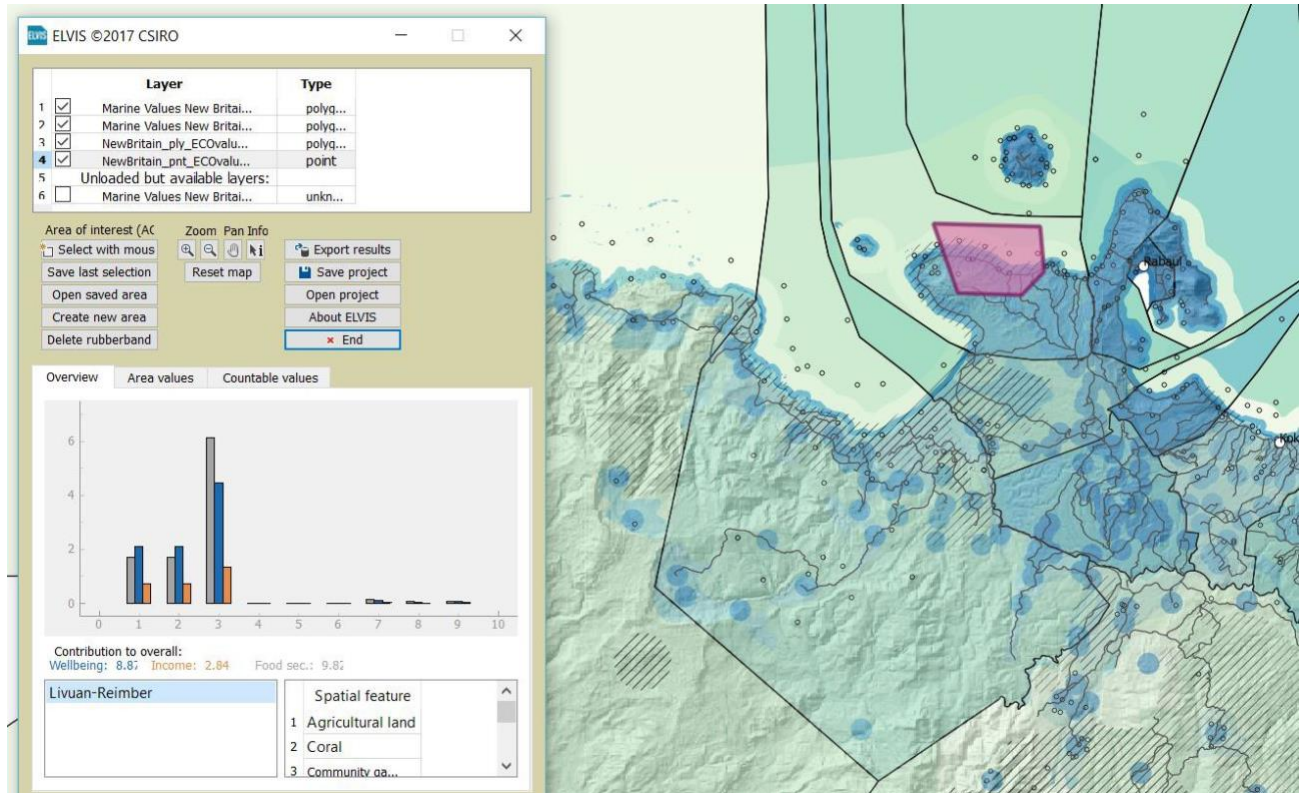 ELVIS ©2017 CSIRO
Layer Type
1 Marine Values New Britai... polyg...
2 Marine Values New Britai... polyg...
3 NewBritain_ply_ECOvalu... polyg...
4 NewBritain_pnt_ECOvalu... point
5 Unloaded but available layers:
6 Marine Values New Britai... unkn...
Area of interest (AC Zoom Pan Info
Select with mous Export results
Save last selection Reset map Save project
Open saved area Open project
Create new area About ELVIS
Delete rubberband End
Overview Area values Countable values
6
4
2
0
0 1 2 3 4 5 6 7 8 9 10
Contribution to overall:
Wellbeing: 8.87 Income: 2.84 Food sec.: 9.82
Livuan-Reimber
Spatial feature
1 Agricultural land
2 Coral
3 Community ga...
Rabaul
Kok